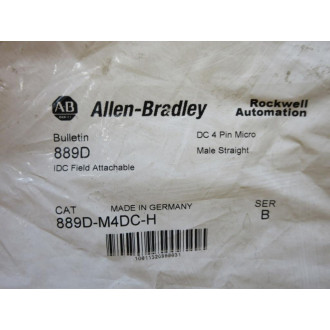 AB
Allen-Bradley
Rockwell
Automation
Bulletin
DC 4 Pin Micro
889D
Male Straight
IDC Field Attachable
CAT
MADE IN GERMANY
SER
889D-M4DC-H
B